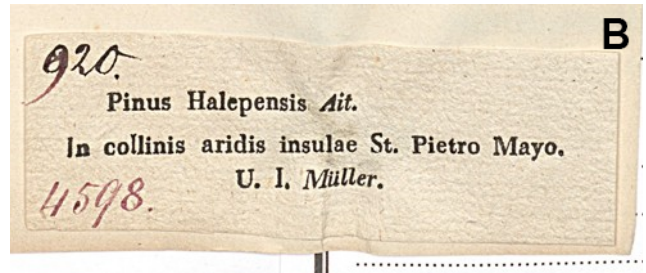 B
920.
Pinus Halepensis Ait.
In collinis aridis insulae St. Pietro Mayo.
U. I. Müller.
4598.